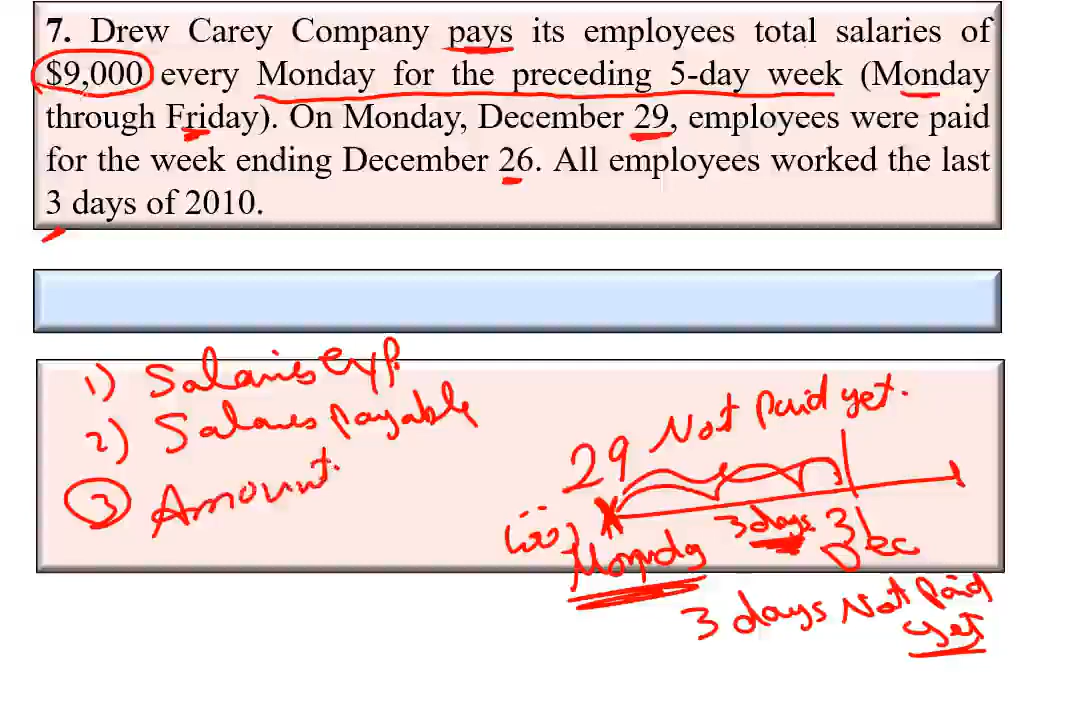 7. Drew Carey Company pays its employees total salaries of
$9,000 every Monday for the preceding 5-day week (Monday
through Friday). On Monday, December 29, employees were paid
for the week ending December 26. All employees worked the last
3 days of 2010.
1) Salaries exp.
2) Salaries payable
3 Amount.
29 Not paid yet.
3 days 31 Dec
Monday
3 days Not paid
yet